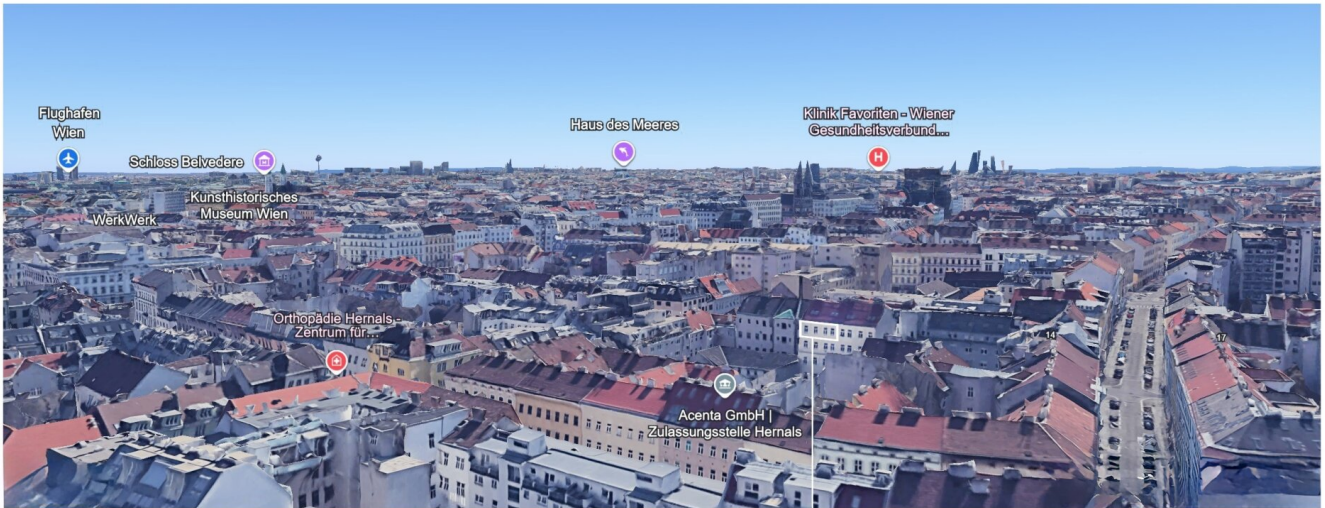 Flughafen
Wien
Schloss Belvedere
Kunsthistorisches
Museum Wien
WerkWerk
Haus des Meeres
Klinik Favoriten - Wiener
Gesundheitsverbund...
H
Orthopädie Hernals -
Zentrum für...
Acenta GmbH |
Zulassungsstelle Hernals
14
17